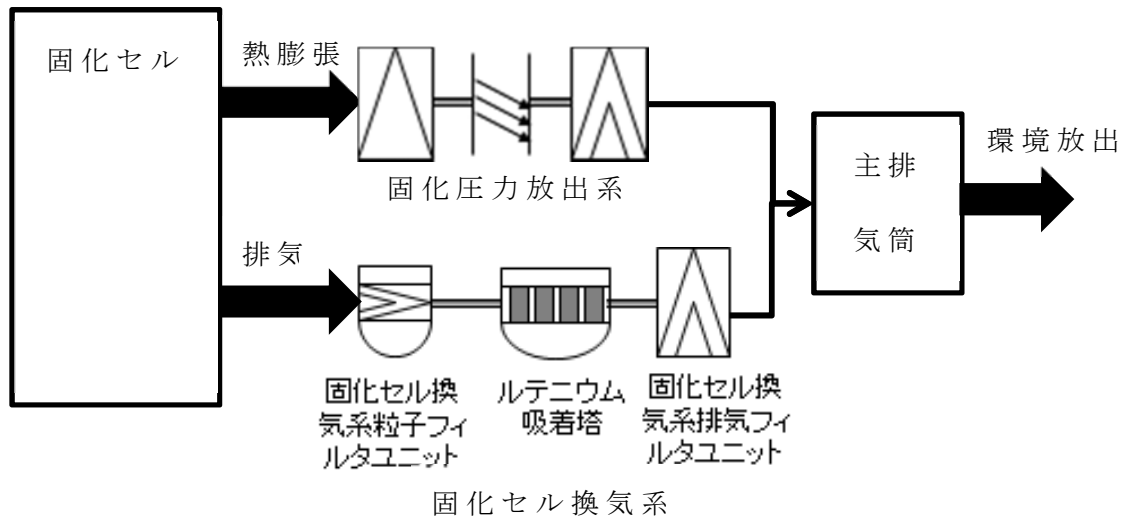 固化セル
熱膨張
固化圧力放出系
排気
固化セル換
気系粒子フィ
ルタユニット
ルテニウム
吸着塔
固化セル換
気系排気フィ
ルタユニット
固化セル換気系
主排
気筒
環境放出